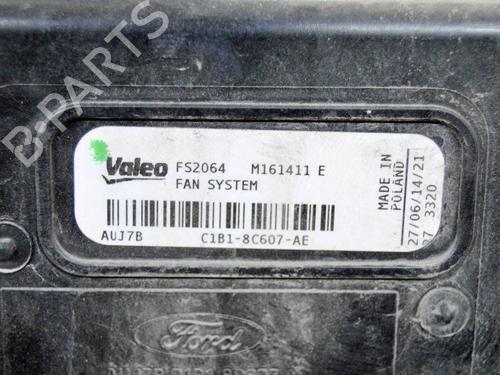 Valeo FS2064 M161411 E
FAN SYSTEM
AUJ7B C1B1-8C607-AE
MADE IN
POLAND
27/06/14/21
3320
Ford
B-PARTS